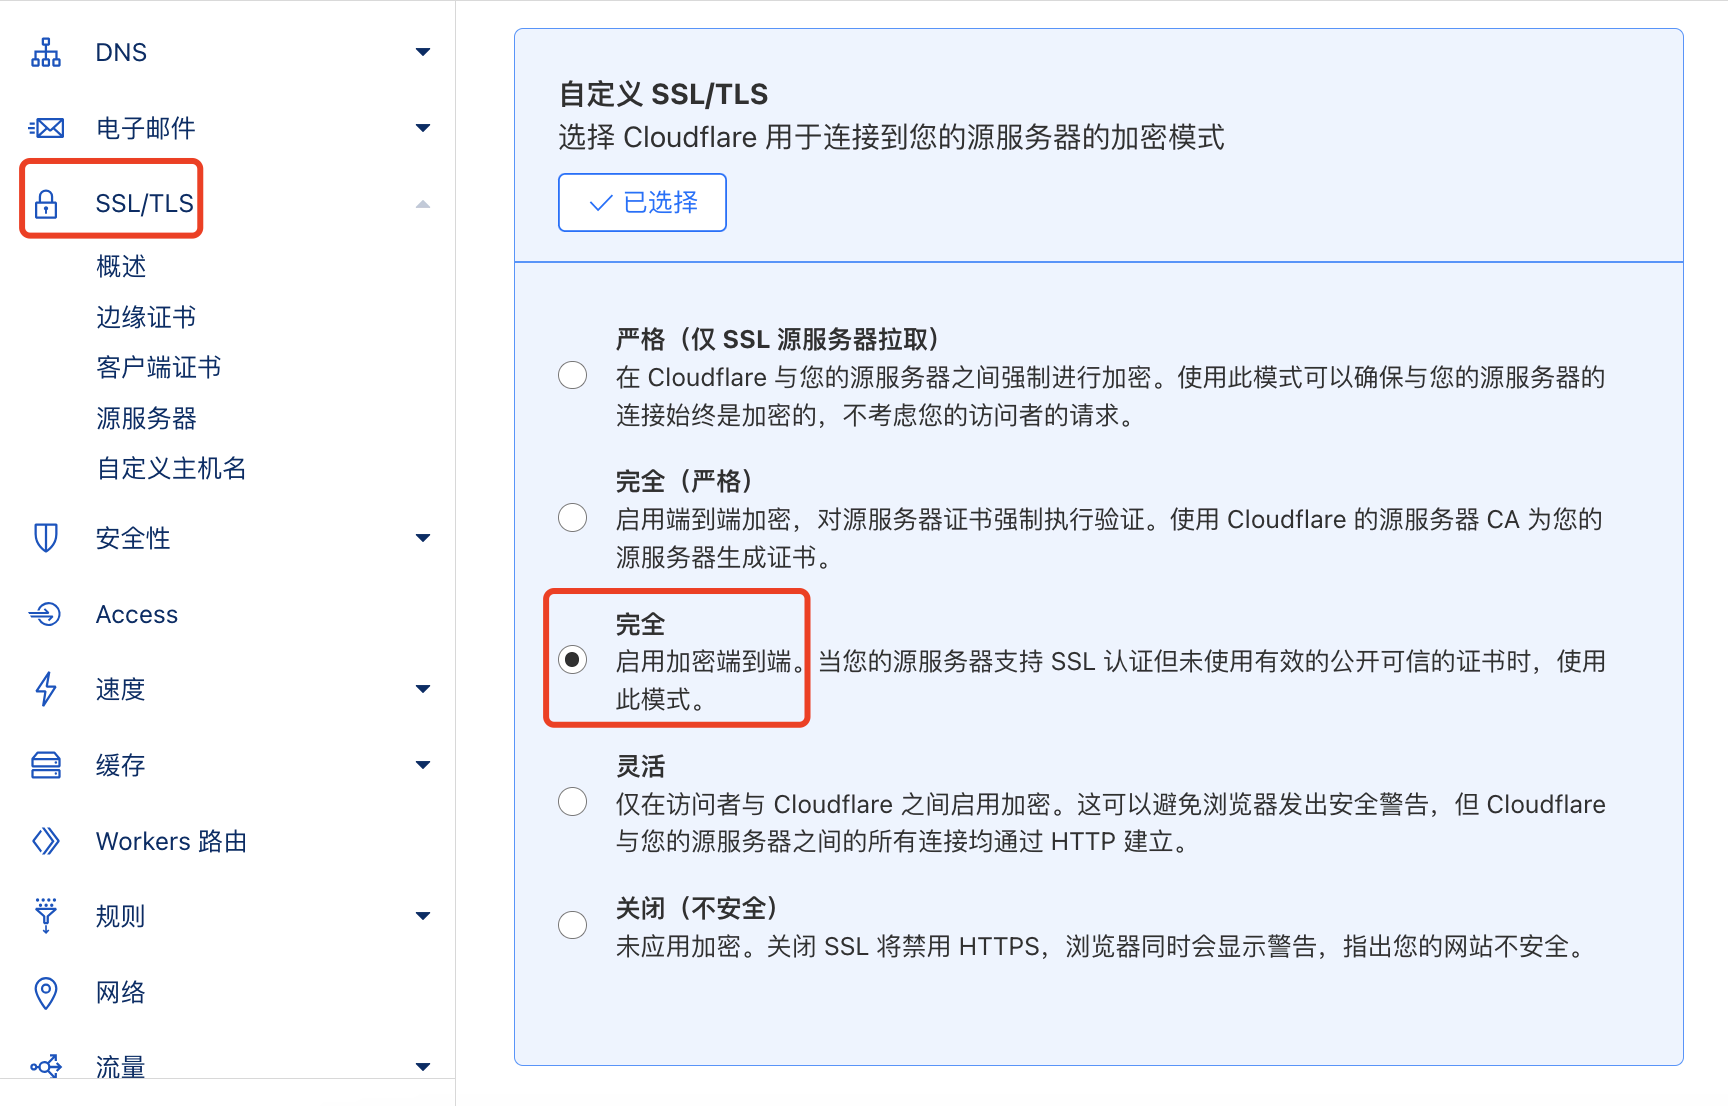 DNS
电子邮件
SSL/TLS
概述
边缘证书
客户端证书
源服务器
自定义主机名
安全性
Access
速度
缓存
Workers 路由
规则
网络
流量
自定义 SSL/TLS
选择 Cloudflare 用于连接到您的源服务器的加密模式
已选择
严格（仅 SSL 源服务器拉取）
在 Cloudflare 与您的源服务器之间强制进行加密。使用此模式可以确保与您的源服务器的
连接始终是加密的，不考虑您的访问者的请求。
完全（严格）
启用端到端加密，对源服务器证书强制执行验证。使用 Cloudflare 的源服务器 CA 为您的
源服务器生成证书。
完全
启用加密端到端。当您的源服务器支持 SSL 认证但未使用有效的公开可信的证书时，使用
此模式。
灵活
仅在访问者与 Cloudflare 之间启用加密。这可以避免浏览器发出安全警告，但 Cloudflare
与您的源服务器之间的所有连接均通过 HTTP 建立。
关闭（不安全）
未应用加密。关闭 SSL 将禁用 HTTPS，浏览器同时会显示警告，指出您的网站不安全。